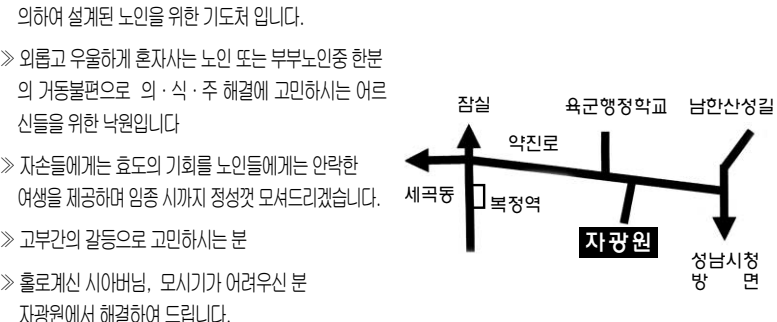 의하여 설계된 노인을 위한 기도처 입니다.
≫ 외롭고 우울하게 혼자사는 노인 또는 부부노인중 한분
의 거동불편으로 의 · 식 · 주 해결에 고민하시는 어르
신들을 위한 낙원입니다
≫ 자손들에게는 효도의 기회를 노인들에게는 안락한
여생을 제공하며 임종 시까지 정성껏 모셔드리겠습니다.
≫ 고부간의 갈등으로 고민하시는 분
≫ 홀로계신 시아버님, 모시기가 어려우신 분
자광원에서 해결하여 드립니다.
잠실
육군행정학교
남한산성길
약진로
세곡동
복정역
자광원
성남시청
방 면